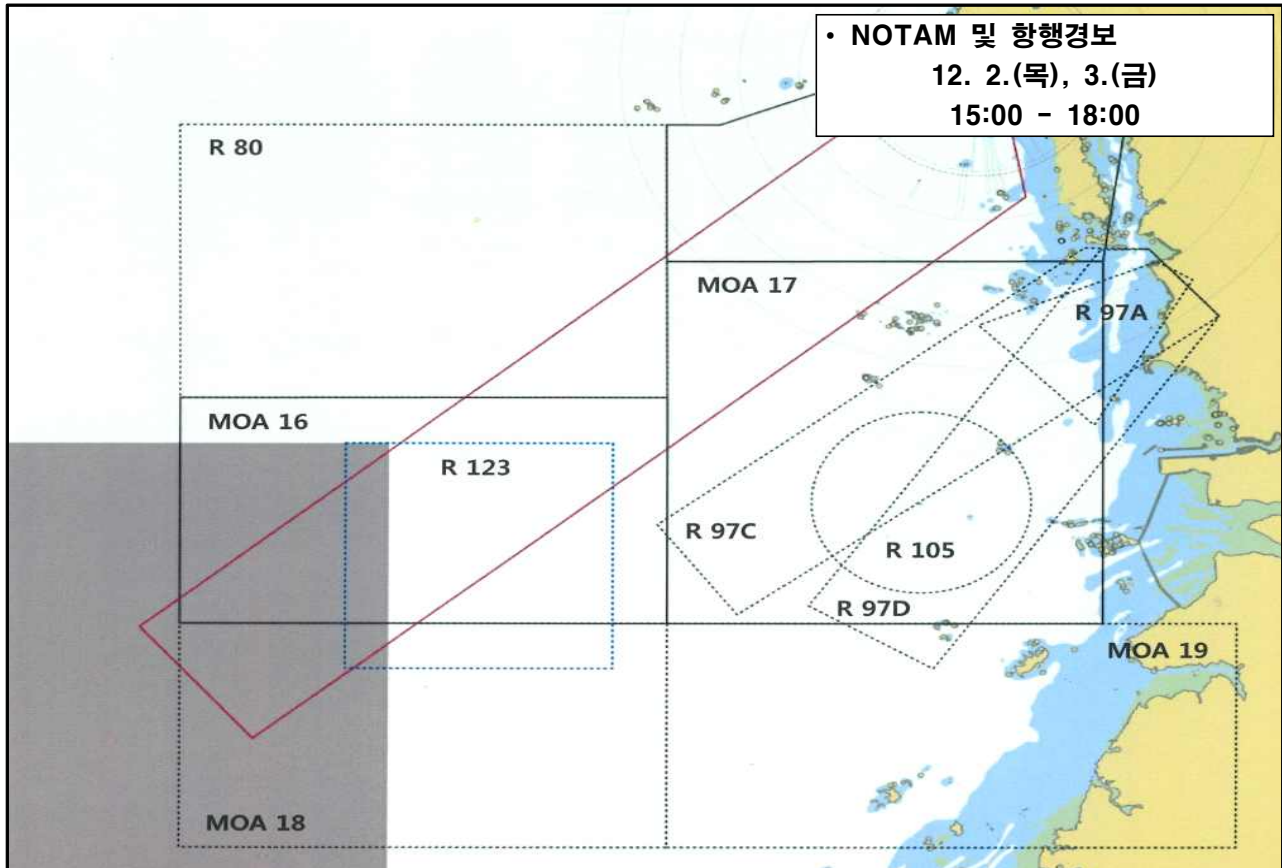 • NOTAM 및 항행경보
12. 2.(목), 3.(금)
15:00 - 18:00
R 80
MOA 17
R 97A
MOA 16
R 123
R 97C
R 105
R 97D
MOA 19
MOA 18